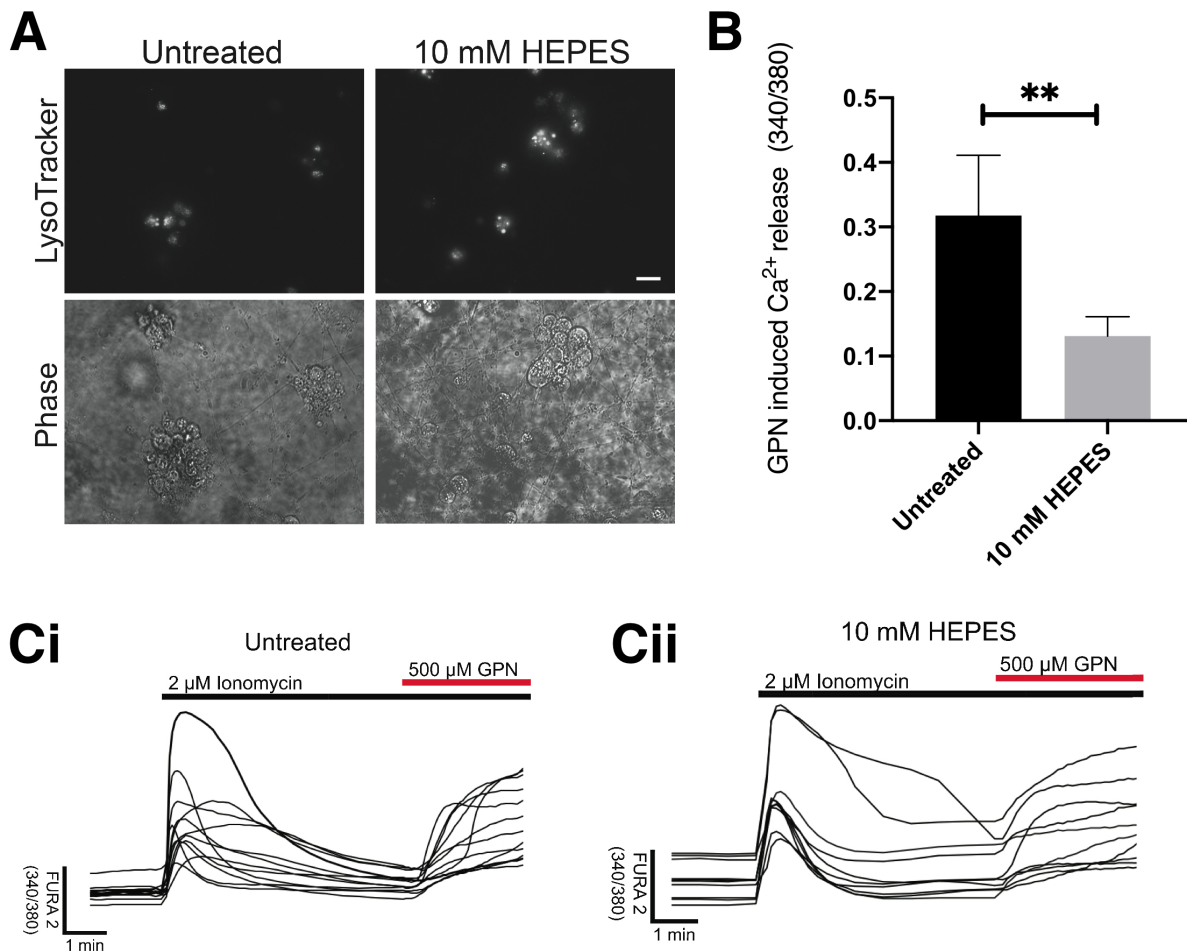 A
Untreated
10 mM HEPES
LysoTracker
Phase
B
GPN induced Ca²⁺ release (340/380)
**
0.5
0.4
0.3
0.2
0.1
0.0
Untreated
10 mM HEPES
Ci
Untreated
500 µM GPN
2 µM Ionomycin
FURA 2
(340/380)
1 min
Cii
10 mM HEPES
500 µM GPN
2 µM Ionomycin
FURA 2
(340/380)
1 min